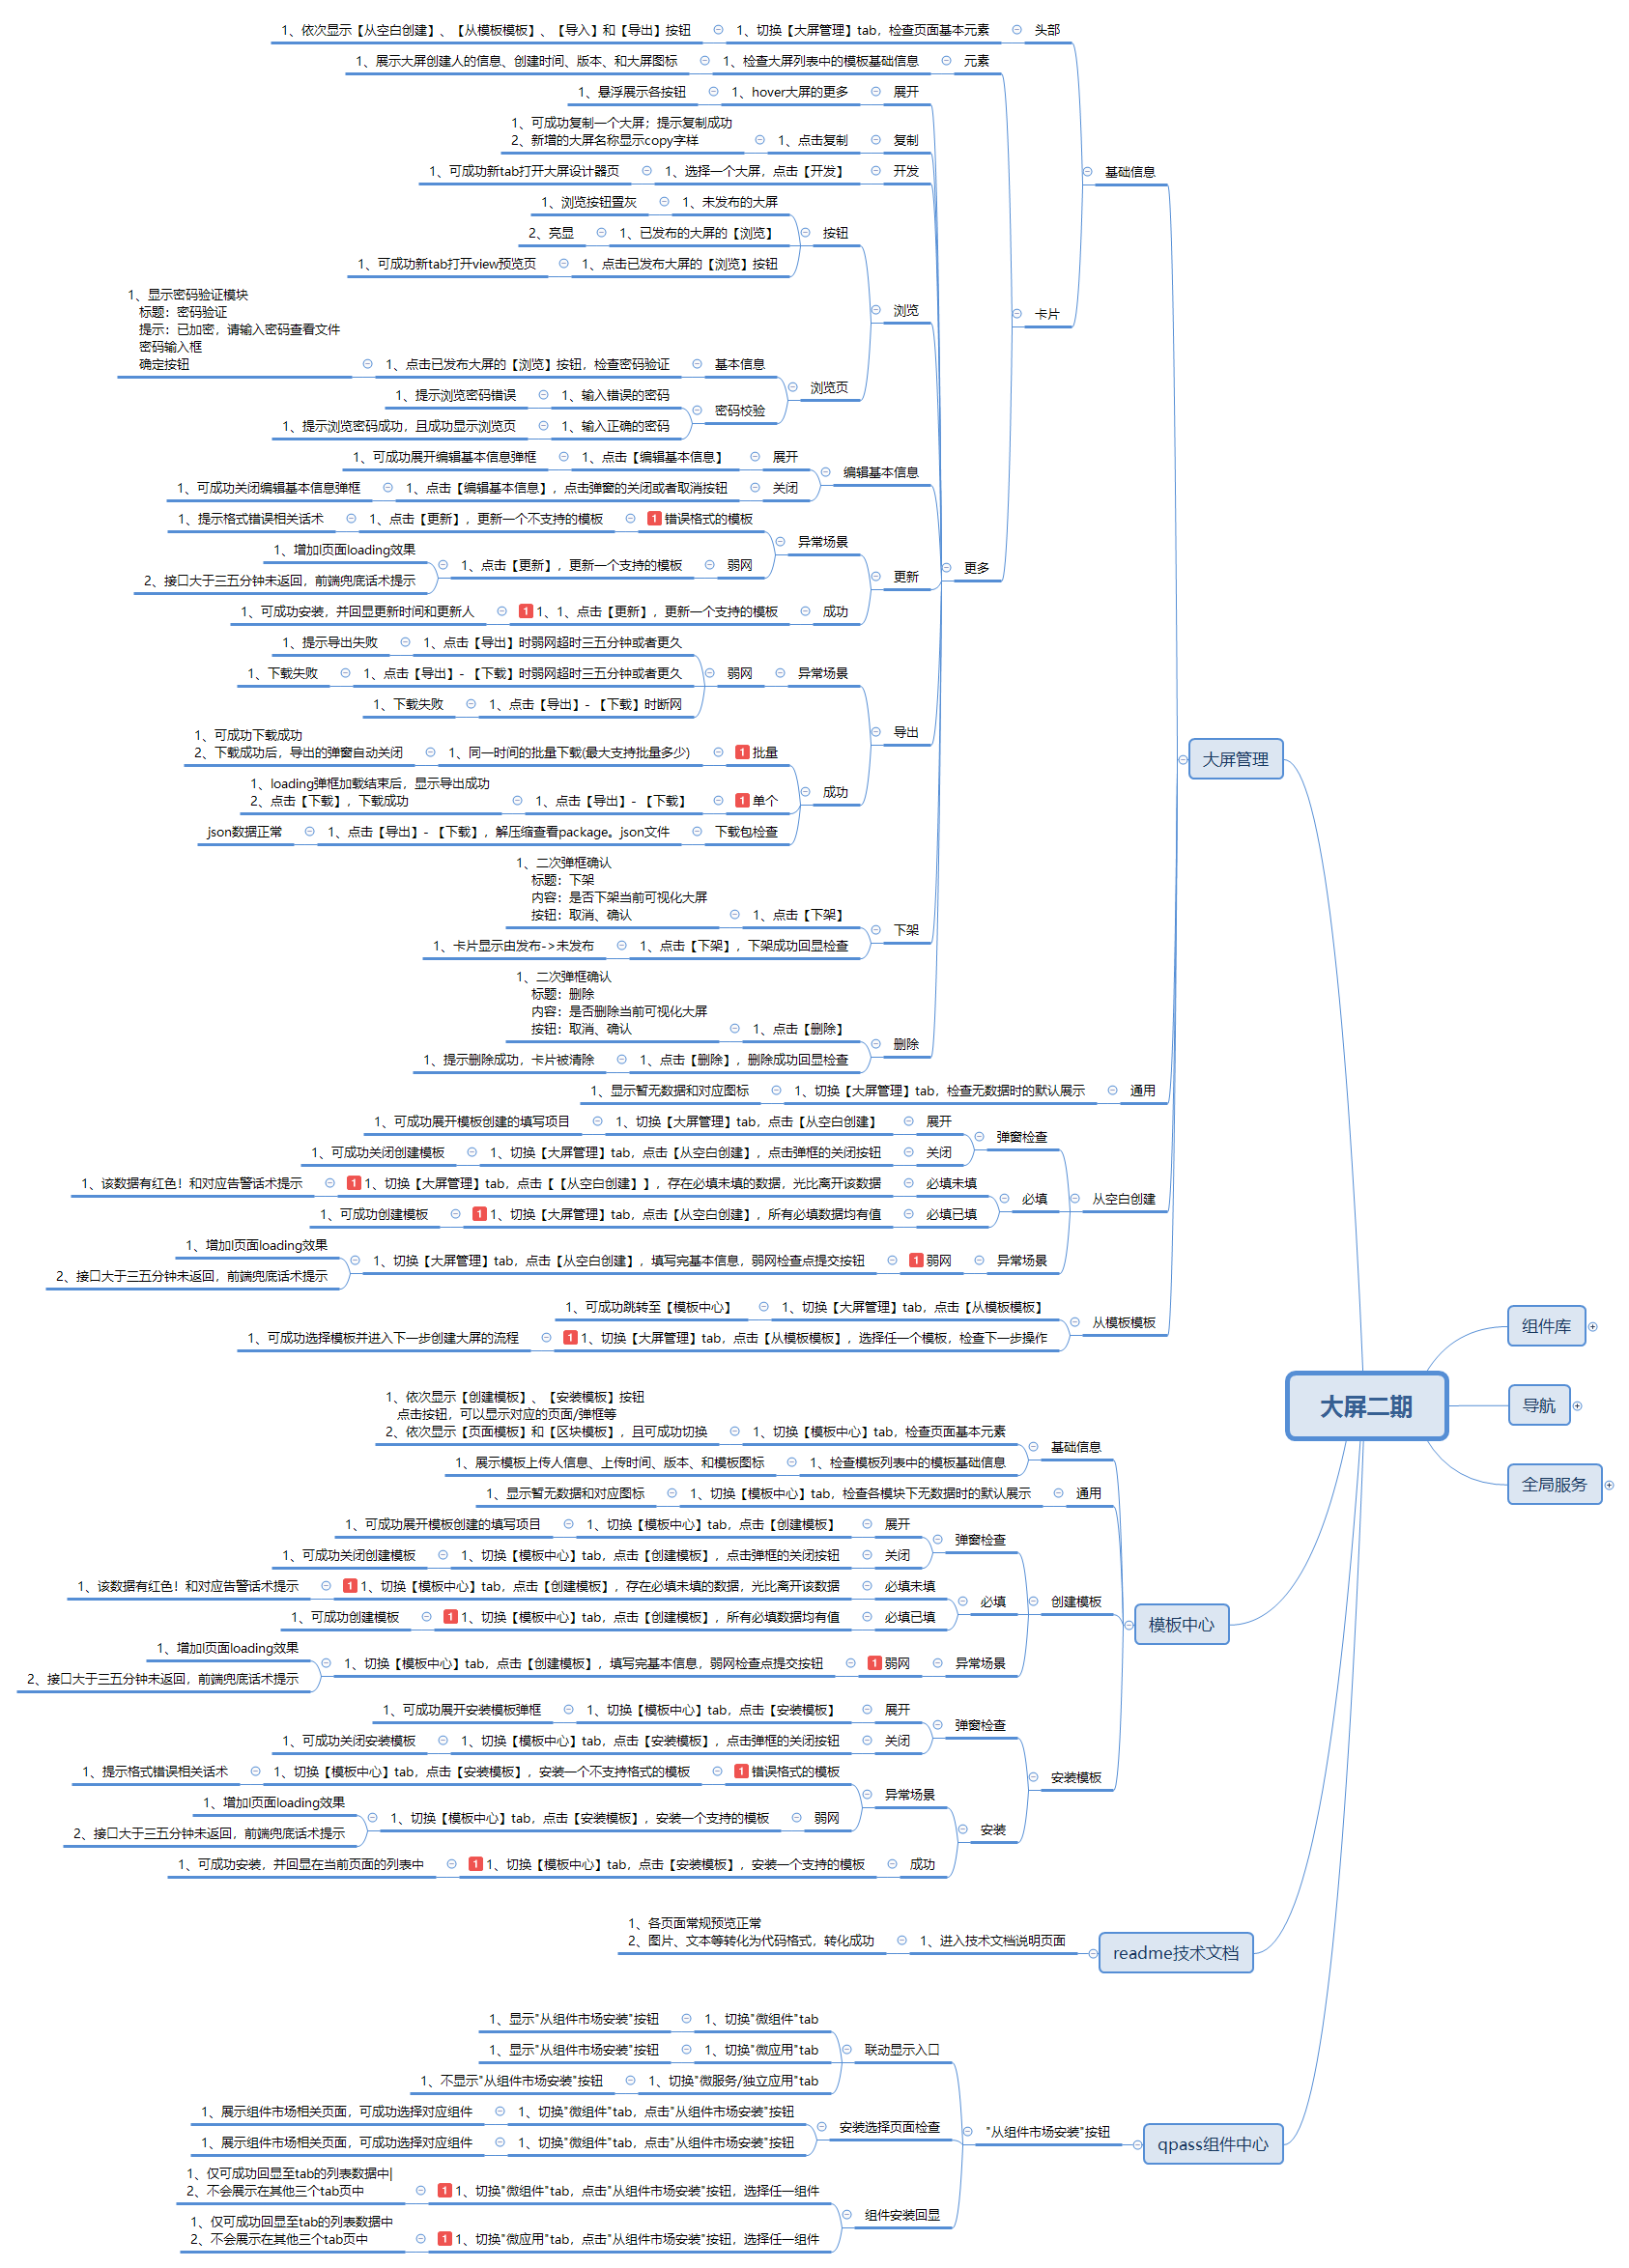 1、依次显示【从空白创建】、【从模板模板】、【导入】和【导出】按钮
1、切换【大屏管理】tab，检查页面基本元素
头部
1、展示大屏创建人的信息、创建时间、版本、和大屏图标
1、检查大屏列表中的模板基础信息
元素
1、悬浮展示各按钮
1、hover大屏的更多
展开
1、可成功复制一个大屏；提示复制成功
2、新增的大屏名称显示copy字样
1、点击复制
复制
1、可成功新tab打开大屏设计器页
1、选择一个大屏，点击【开发】
开发
基础信息
1、浏览按钮置灰
1、未发布的大屏
2、亮显
1、已发布的大屏的【浏览】
按钮
1、可成功新tab打开view预览页
1、点击已发布大屏的【浏览】按钮
浏览
卡片
1、显示密码验证模块
标题：密码验证
提示：已加密，请输入密码查看文件
密码输入框
确定按钮
1、点击已发布大屏的【浏览】按钮，检查密码验证
基本信息
浏览页
1、提示浏览密码错误
1、输入错误的密码
密码校验
1、提示浏览密码成功，且成功显示浏览页
1、输入正确的密码
1、可成功展开编辑基本信息弹框
1、点击【编辑基本信息】
展开
编辑基本信息
1、可成功关闭编辑基本信息弹框
1、点击【编辑基本信息】，点击弹窗的关闭或者取消按钮
关闭
1、提示格式错误相关话术
1、点击【更新】，更新一个不支持的模板
1 错误格式的模板
异常场景
1、增加l页面loading效果
2、接口大于三五分钟未返回，前端兜底话术提示
1、点击【更新】，更新一个支持的模板
弱网
更新
更多
1、可成功安装，并回显更新时间和更新人
1 1、1、点击【更新】，更新一个支持的模板
成功
1、提示导出失败
1、点击【导出】时弱网超时三五分钟或者更久
1、下载失败
1、点击【导出】-【下载】时弱网超时三五分钟或者更久
弱网
异常场景
1、下载失败
1、点击【导出】-【下载】时断网
导出
1、可成功下载成功
2、下载成功后，导出的弹窗自动关闭
1、同一时间的批量下载(最大支持批量多少)
1 批量
1、loading弹框加载结束后，显示导出成功
2、点击【下载】，下载成功
1、点击【导出】-【下载】
1 单个
成功
json数据正常
1、点击【导出】-【下载】，解压缩查看package。json文件
下载包检查
大屏管理
1、二次弹框确认
标题：下架
内容：是否下架当前可视化大屏
按钮：取消、确认
1、点击【下架】
下架
1、卡片显示由发布->未发布
1、点击【下架】，下架成功回显检查
1、二次弹框确认
标题：删除
内容：是否删除当前可视化大屏
按钮：取消、确认
1、点击【删除】
删除
1、提示删除成功，卡片被清除
1、点击【删除】，删除成功回显检查
1、显示暂无数据和对应图标
1、切换【大屏管理】tab，检查无数据时的默认展示
通用
1、可成功展开模板创建的填写项目
1、切换【大屏管理】tab，点击【从空白创建】
展开
弹窗检查
1、可成功关闭创建模板
1、切换【大屏管理】tab，点击【从空白创建】，点击弹框的关闭按钮
关闭
1、该数据有红色！和对应告警话术提示
1 1、切换【大屏管理】tab，点击【【从空白创建】】，存在必填未填的数据，光比离开该数据
必填未填
必填
从空白创建
1、可成功创建模板
1 1、切换【大屏管理】tab，点击【从空白创建】，所有必填数据均有值
必填已填
1、增加l页面loading效果
2、接口大于三五分钟未返回，前端兜底话术提示
1、切换【大屏管理】tab，点击【从空白创建】，填写完基本信息，弱网检查点提交按钮
1 弱网
异常场景
1、可成功跳转至【模板中心】
1、切换【大屏管理】tab，点击【从模板模板】
从模板模板
1、可成功选择模板并进入下一步创建大屏的流程
1 1、切换【大屏管理】tab，点击【从模板模板】，选择任一个模板，检查下一步操作
组件库
大屏二期
导航
全局服务
1、依次显示【创建模板】、【安装模板】按钮
点击按钮，可以显示对应的页面/弹框等
2、依次显示【页面模板】和【区块模板】，且可成功切换
1、切换【模板中心】tab，检查页面基本元素
基础信息
1、展示模板上传人信息、上传时间、版本、和模板图标
1、检查模板列表中的模板基础信息
1、显示暂无数据和对应图标
1、切换【模板中心】tab，检查各模块下无数据时的默认展示
通用
1、可成功展开模板创建的填写项目
1、切换【模板中心】tab，点击【创建模板】
展开
弹窗检查
1、可成功关闭创建模板
1、切换【模板中心】tab，点击【创建模板】，点击弹框的关闭按钮
关闭
1、该数据有红色！和对应告警话术提示
1 1、切换【模板中心】tab，点击【创建模板】，存在必填未填的数据，光比离开该数据
必填未填
必填
创建模板
1、可成功创建模板
1 1、切换【模板中心】tab，点击【创建模板】，所有必填数据均有值
必填已填
模板中心
1、增加l页面loading效果
2、接口大于三五分钟未返回，前端兜底话术提示
1、切换【模板中心】tab，点击【创建模板】，填写完基本信息，弱网检查点提交按钮
1 弱网
异常场景
1、可成功展开安装模板弹框
1、切换【模板中心】tab，点击【安装模板】
展开
弹窗检查
1、可成功关闭安装模板
1、切换【模板中心】tab，点击【安装模板】，点击弹框的关闭按钮
关闭
安装模板
1、提示格式错误相关话术
1、切换【模板中心】tab，点击【安装模板】，安装一个不支持格式的模板
1 错误格式的模板
异常场景
1、增加l页面loading效果
2、接口大于三五分钟未返回，前端兜底话术提示
1、切换【模板中心】tab，点击【安装模板】，安装一个支持的模板
弱网
安装
1、可成功安装，并回显在当前页面的列表中
1 1、切换【模板中心】tab，点击【安装模板】，安装一个支持的模板
成功
1、各页面常规预览正常
2、图片、文本等转化为代码格式，转化成功
1、进入技术文档说明页面
readme技术文档
1、显示"从组件市场安装"按钮
1、切换"微组件"tab
1、显示"从组件市场安装"按钮
1、切换"微应用"tab
联动显示入口
1、不显示"从组件市场安装"按钮
1、切换"微服务/独立应用"tab
1、展示组件市场相关页面，可成功选择对应组件
1、切换"微组件"tab，点击"从组件市场安装"按钮
安装选择页面检查
1、展示组件市场相关页面，可成功选择对应组件
1、切换"微组件"tab，点击"从组件市场安装"按钮
"从组件市场安装"按钮
qpass组件中心
1、仅可成功回显至tab的列表数据中|
2、不会展示在其他三个tab页中
1 1、切换"微组件"tab，点击"从组件市场安装"按钮，选择任一组件
组件安装回显
1、仅可成功回显至tab的列表数据中
2、不会展示在其他三个tab页中
1 1、切换"微应用"tab，点击"从组件市场安装"按钮，选择任一组件